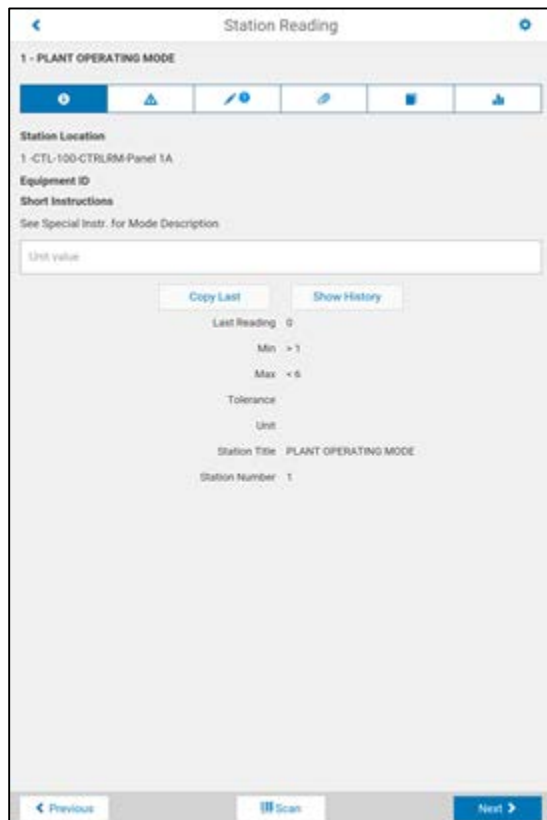 Station Reading
1 - PLANT OPERATING MODE
Station Location
1 -CTL-100-CTRLRM-Panel 1A
Equipment ID
Short Instructions
See Special Instr. for Mode Description
Unit value
Copy Last Show History
Last Reading 0
Min > 1
Max < 6
Tolerance
Unit
Station Title PLANT OPERATING MODE
Station Number 1
Previous Scan Next